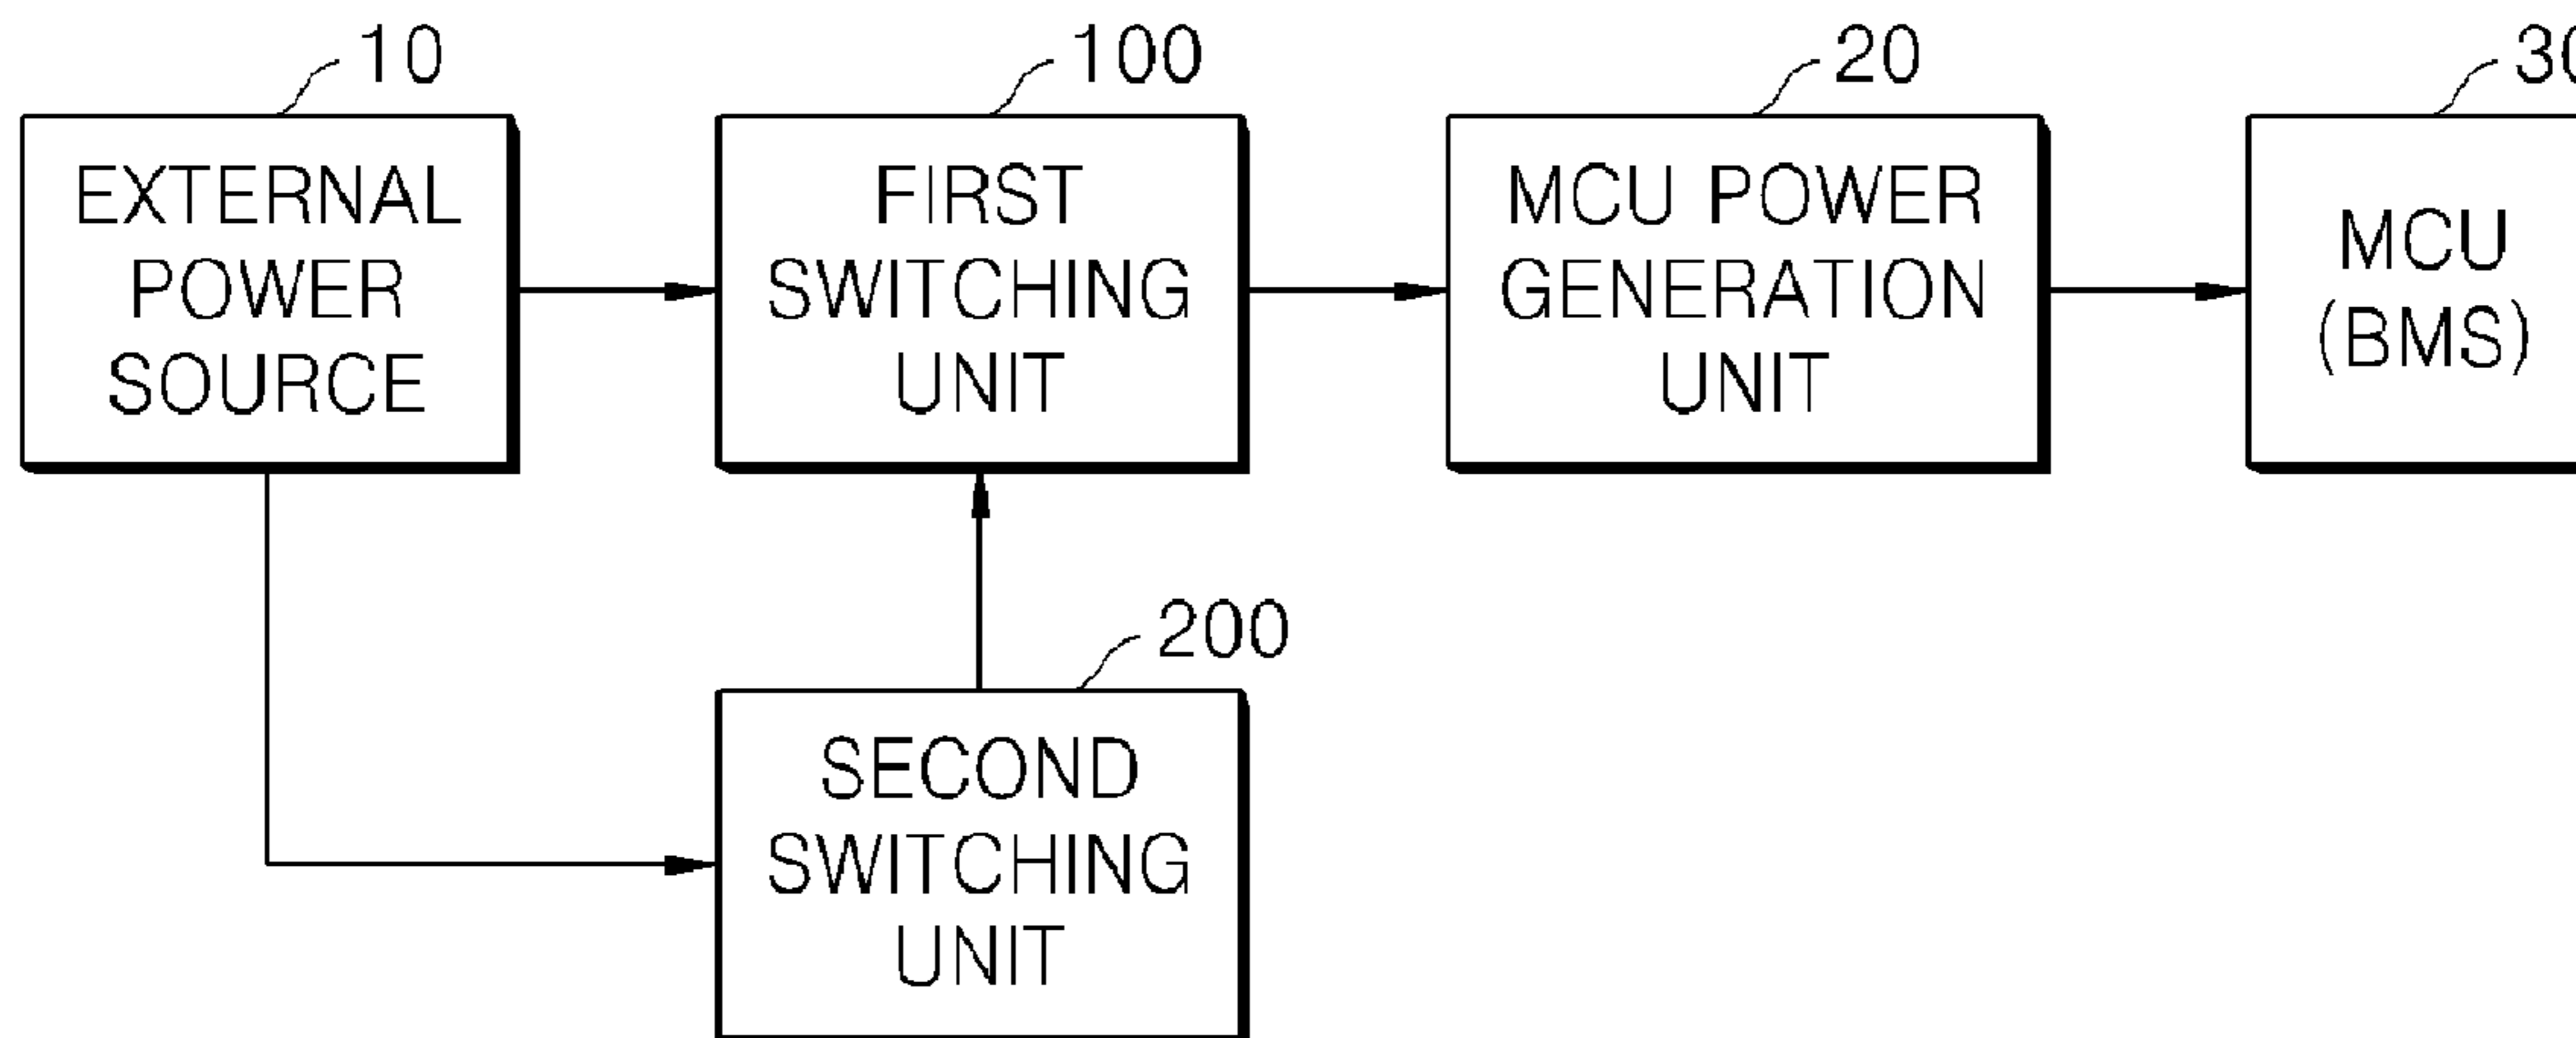 10
EXTERNAL
POWER
SOURCE
100
FIRST
SWITCHING
UNIT
20
MCU POWER
GENERATION
UNIT
MCU
(BMS)
200
SECOND
SWITCHING
UNIT